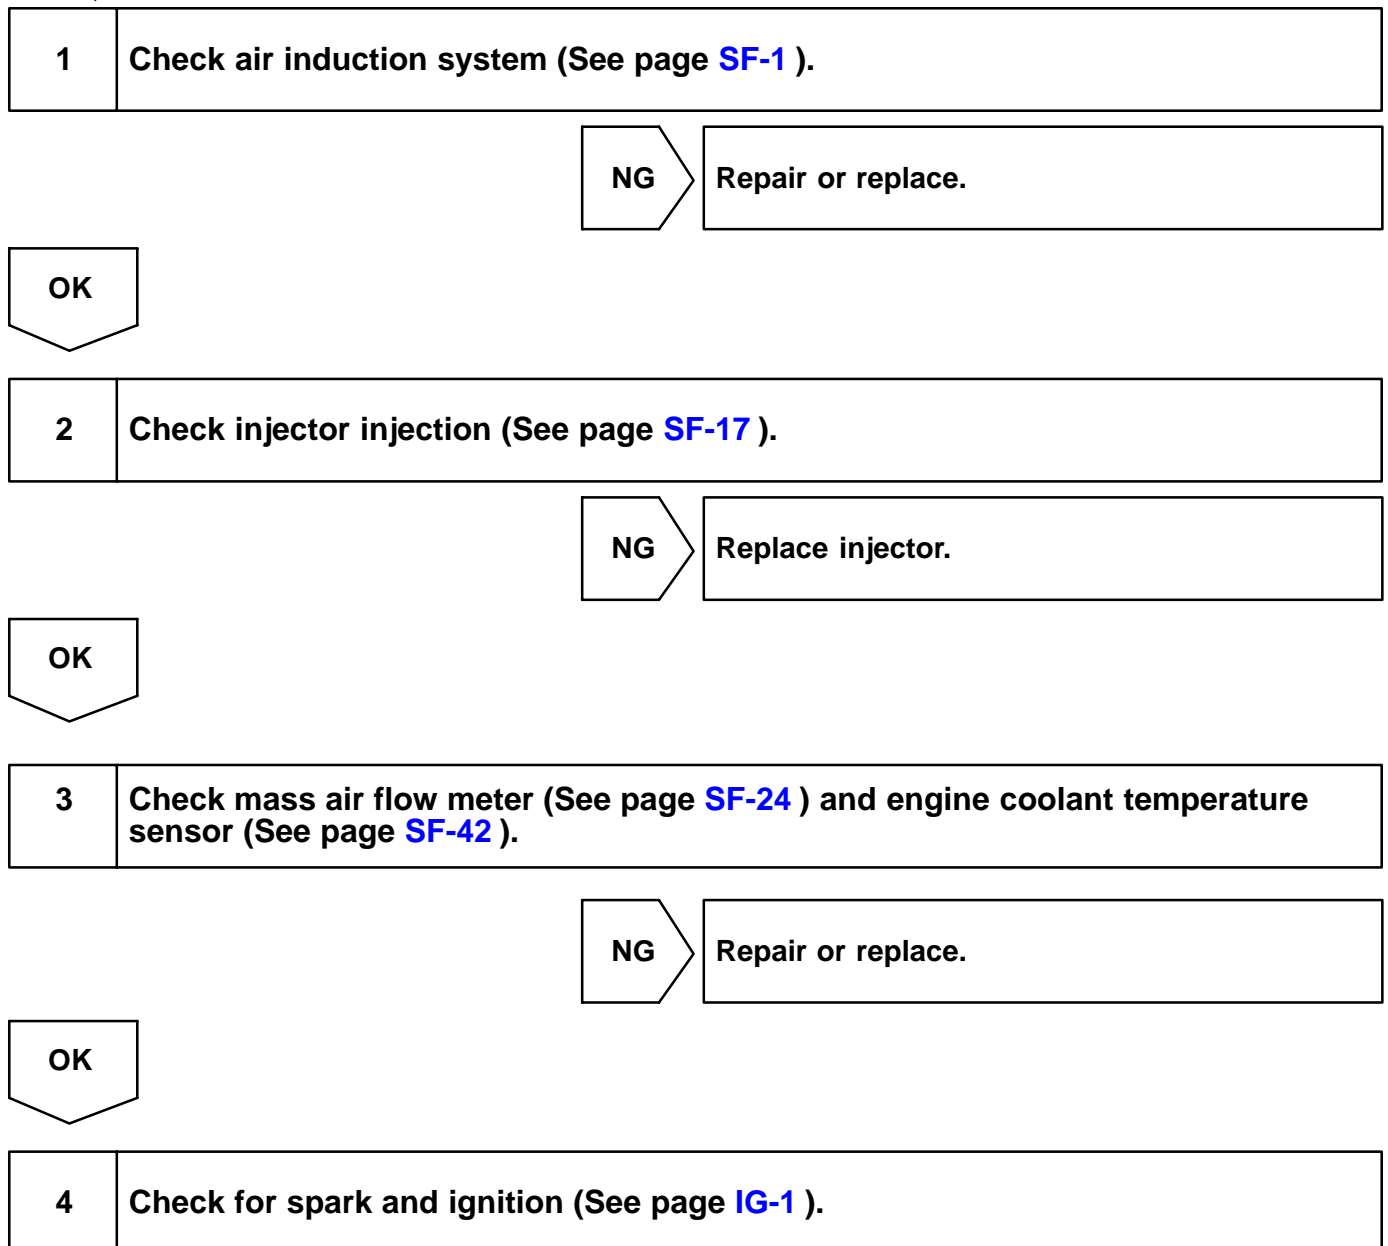 1 Check air induction system (See page SF-1 ).
NG Repair or replace.
OK
2 Check injector injection (See page SF-17 ).
NG Replace injector.
OK
3 Check mass air flow meter (See page SF-24 ) and engine coolant temperature
sensor (See page SF-42 ).
NG Repair or replace.
OK
4 Check for spark and ignition (See page IG-1 ).